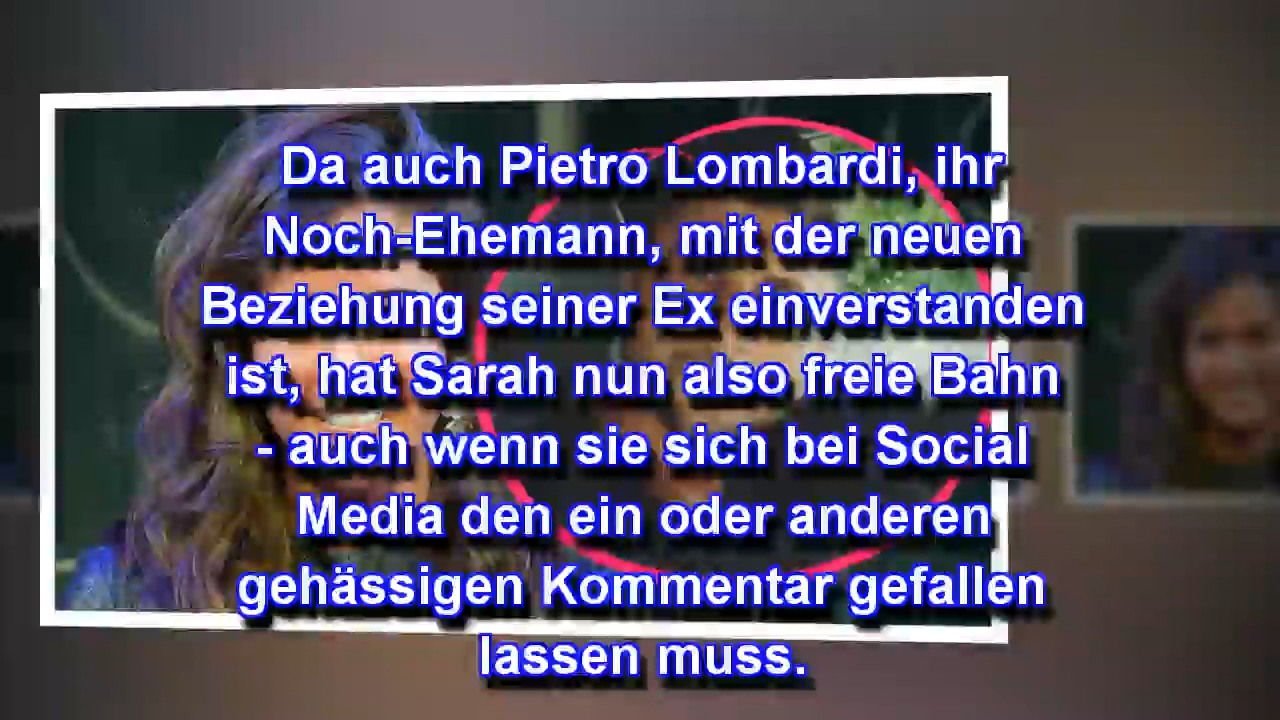 Da auch Pietro Lombardi, ihr
Noch-Ehemann, mit der neuen
Beziehung seiner Ex einverstanden
ist, hat Sarah nun also freie Bahn
- auch wenn sie sich bei Social
Media den ein oder anderen
gehässigen Kommentar gefallen
lassen muss.